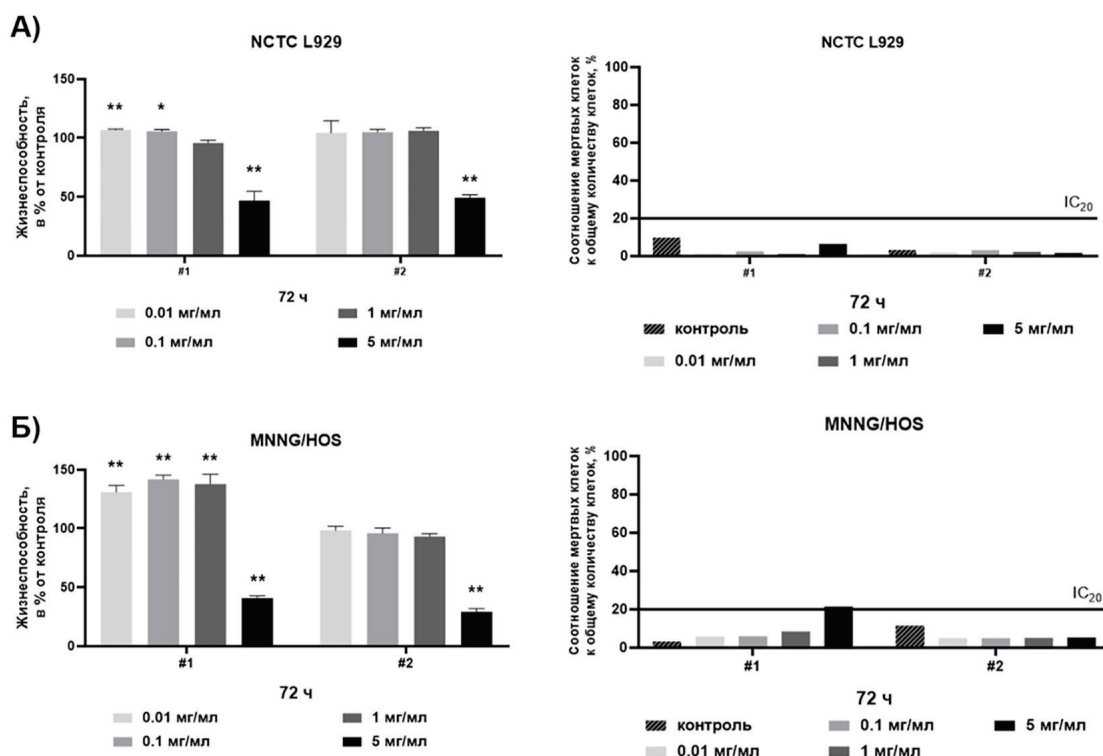 А)
NCTC L929
Жизнеспособность,
в % от контроля
150
100
50
0
** * ** **
#1 #2
72 ч
0.01 мг/мл 1 мг/мл
0.1 мг/мл 5 мг/мл
NCTC L929
Соотношение мертвых клеток
к общему количеству клеток, %
100
80
60
40
20
0
IC20
#1 #2
72 ч
контроль 0.1 мг/мл 5 мг/мл
0.01 мг/мл 1 мг/мл
Б)
MNNG/HOS
Жизнеспособность,
в % от контроля
150
100
50
0
** ** ** ** **
#1 #2
72 ч
0.01 мг/мл 1 мг/мл
0.1 мг/мл 5 мг/мл
MNNG/HOS
Соотношение мертвых клеток
к общему количеству клеток, %
100
80
60
40
20
0
IC20
#1 #2
72 ч
контроль 0.1 мг/мл 5 мг/мл
0.01 мг/мл 1 мг/мл